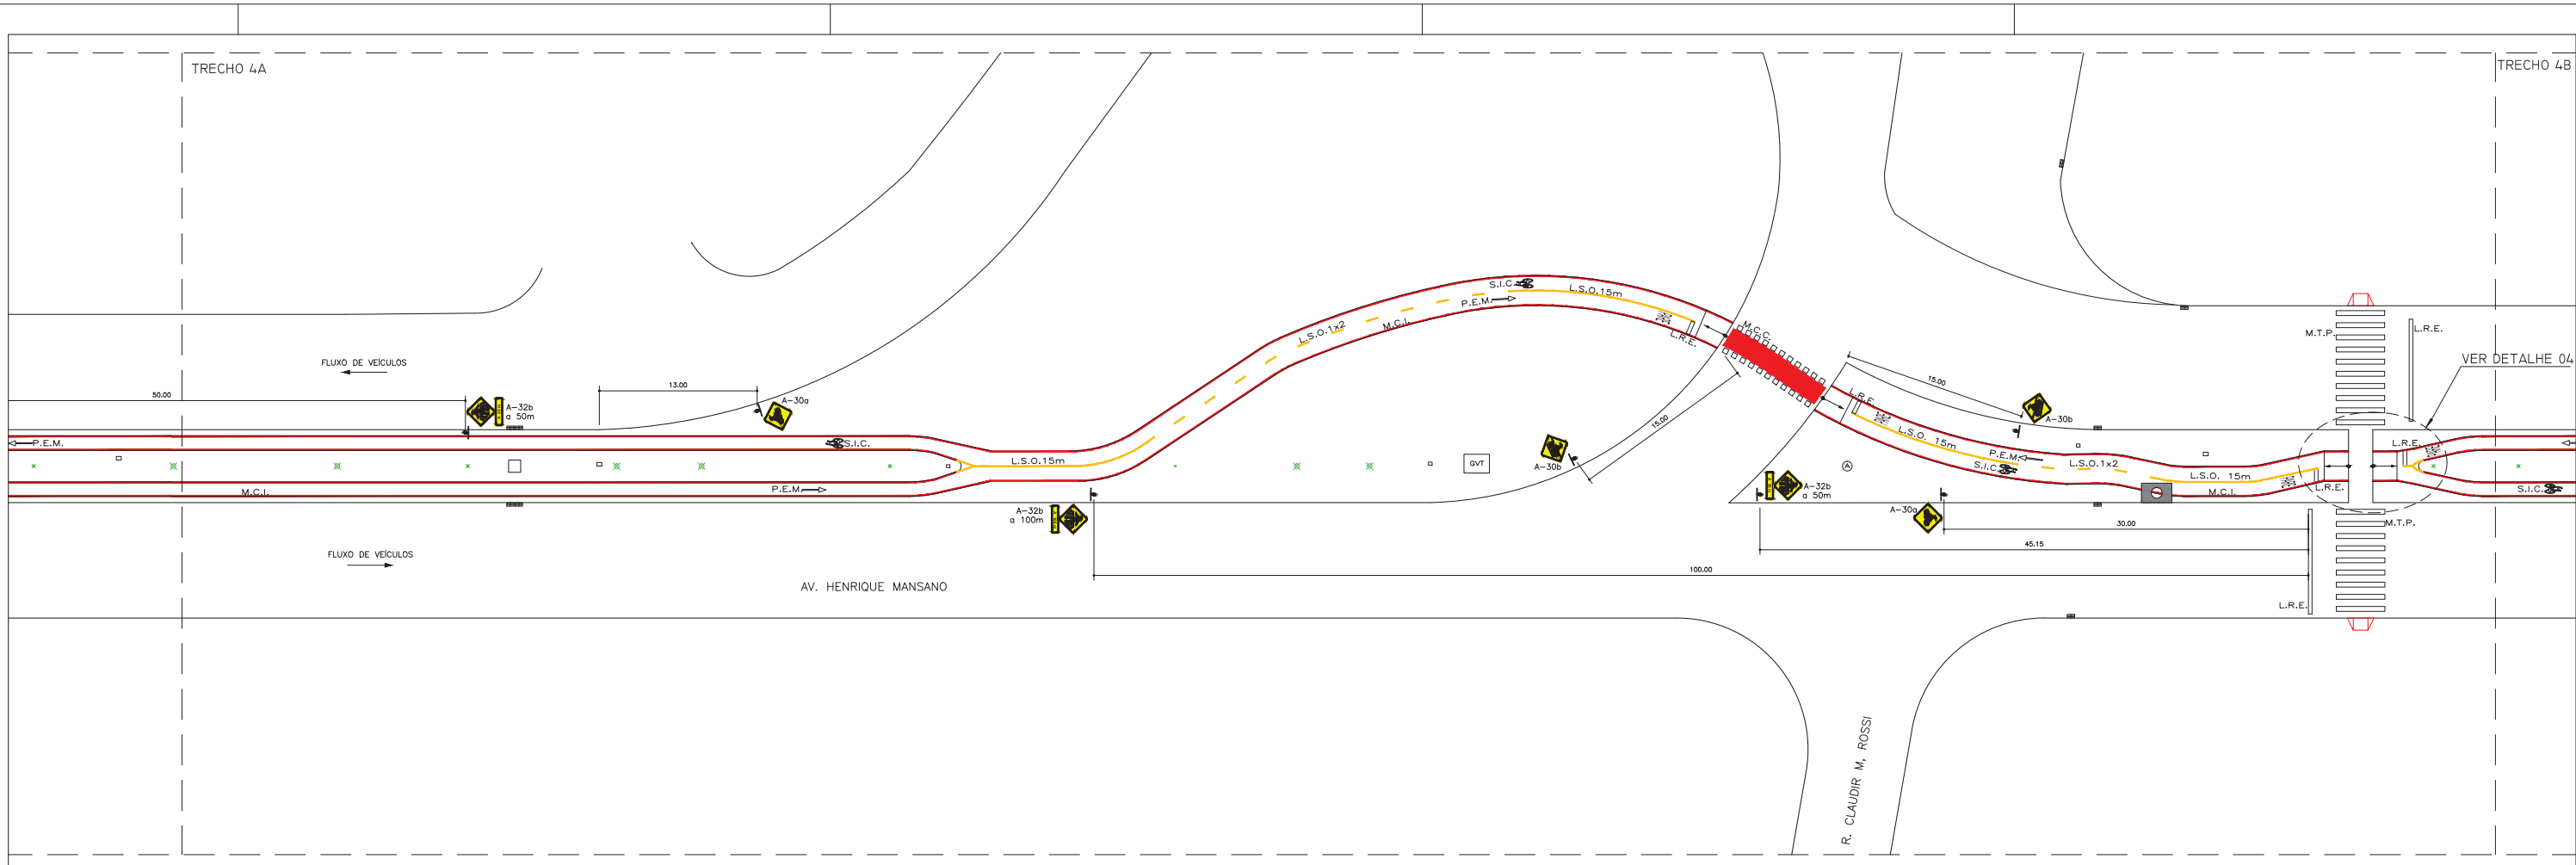 TRECHO 4A
TRECHO 4B
S.I.C.
L.S.O.15m
P.E.M.
L.S.O.1x2
M.C.I.
M.C.C.
L.R.E.
M.T.P.
L.R.E.
VER DETALHE 04
FLUXO DE VEÍCULOS
50.00
13.00
15.00
15.00
A-32b
a 50m
A-30a
A-30b
A-30b
L.R.E.
P.E.M.
S.I.C.
L.S.O.15m
L.S.O. 15m
P.E.M.
S.I.C.
L.S.O.1x2
L.S.O. 15m
L.R.E.
GVT
A
M.C.I.
P.E.M.
M.C.I.
L.R.E.
S.I.C.
A-32b
a 100m
A-32b
a 50m
A-30a
M.T.P.
30.00
45.15
100.00
FLUXO DE VEÍCULOS
AV. HENRIQUE MANSANO
L.R.E.
R. CLAUDIR M, ROSSI